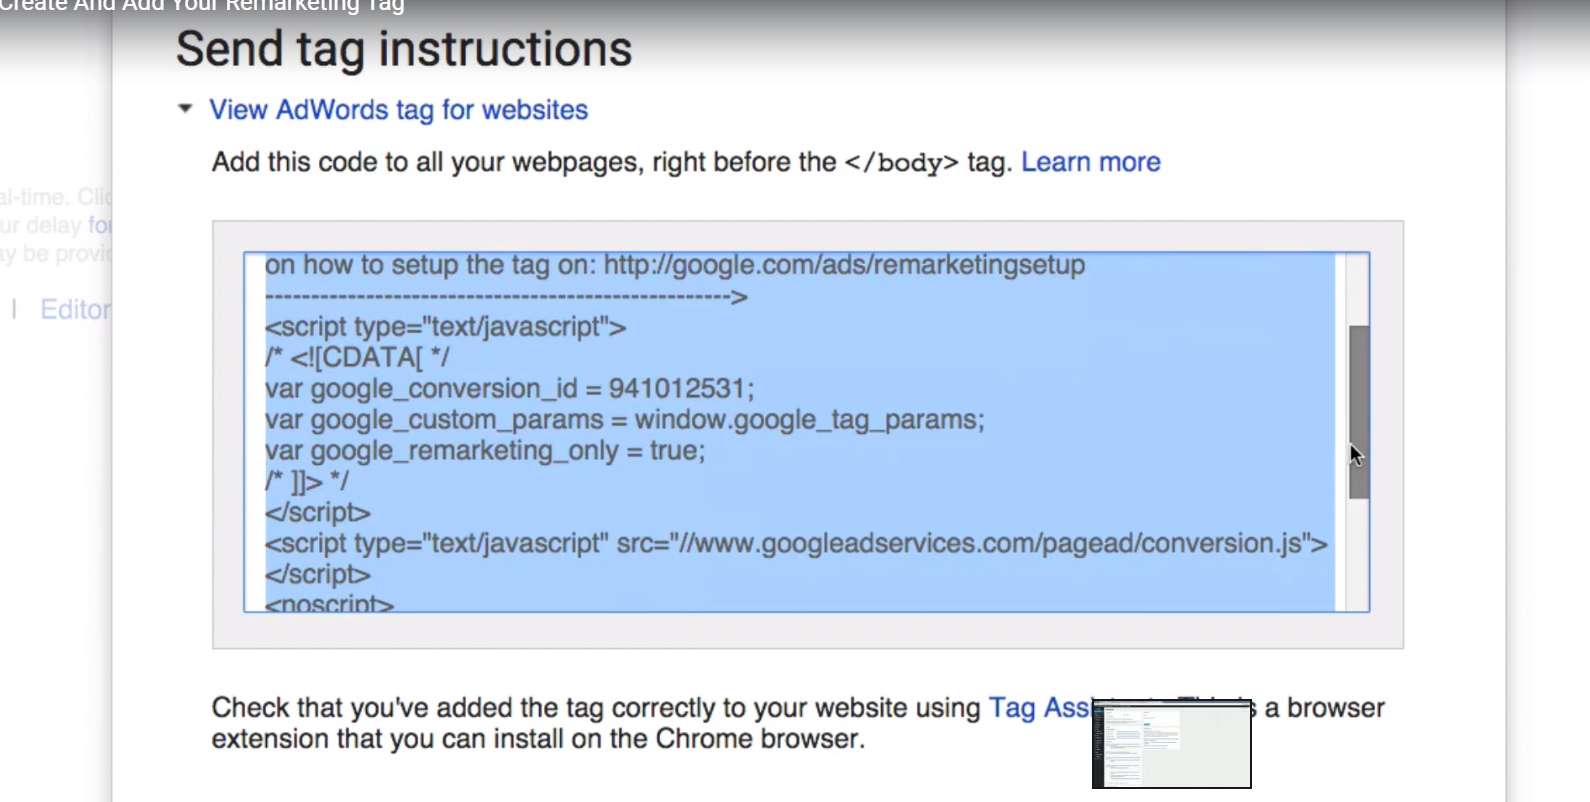 Create And Add Your Remarketing Tag
Send tag instructions
View AdWords tag for websites
Add this code to all your webpages, right before the </body> tag. Learn more
al-time. Clic
ur delay for
ay be provid
| Editor
on how to setup the tag on: http://google.com/ads/remarketingsetup
-------------------------------------------------->
<script type="text/javascript">
/* <![CDATA[ */
var google_conversion_id = 941012531;
var google_custom_params = window.google_tag_params;
var google_remarketing_only = true;
/* ]]> */
</script>
<script type="text/javascript" src="//www.googleadservices.com/pagead/conversion.js">
</script>
<noscript>
Check that you've added the tag correctly to your website using Tag Assi a browser
extension that you can install on the Chrome browser.